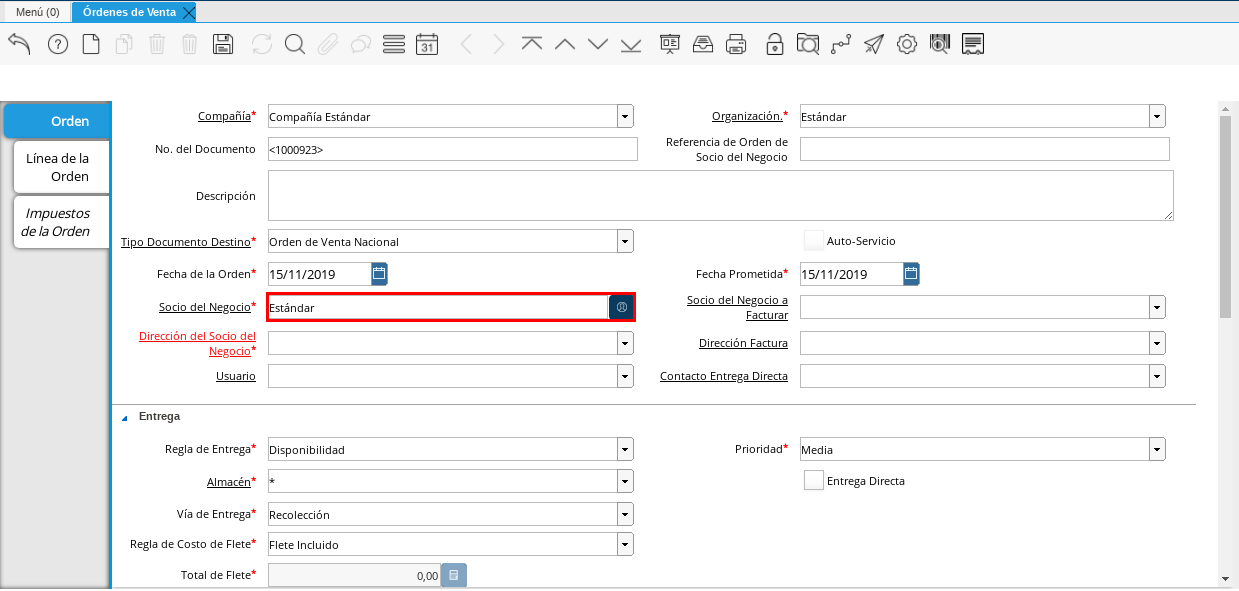 Menú (0)
Órdenes de Venta
31
Orden
Línea de la
Orden
Impuestos
de la Orden
Compañía*
Compañía Estándar
Organización.*
Estándar
No. del Documento
<1000923>
Referencia de Orden de
Socio del Negocio
Descripción
Tipo Documento Destino*
Orden de Venta Nacional
Auto-Servicio
Fecha de la Orden*
15/11/2019
Fecha Prometida*
15/11/2019
Socio del Negocio*
Estándar
Socio del Negocio a
Facturar
Dirección del Socio del
Negocio*
Dirección Factura
Usuario
Contacto Entrega Directa
Entrega
Regla de Entrega*
Disponibilidad
Prioridad*
Media
Almacén*
*
Entrega Directa
Vía de Entrega*
Recolección
Regla de Costo de Flete*
Flete Incluido
Total de Flete*
0,00